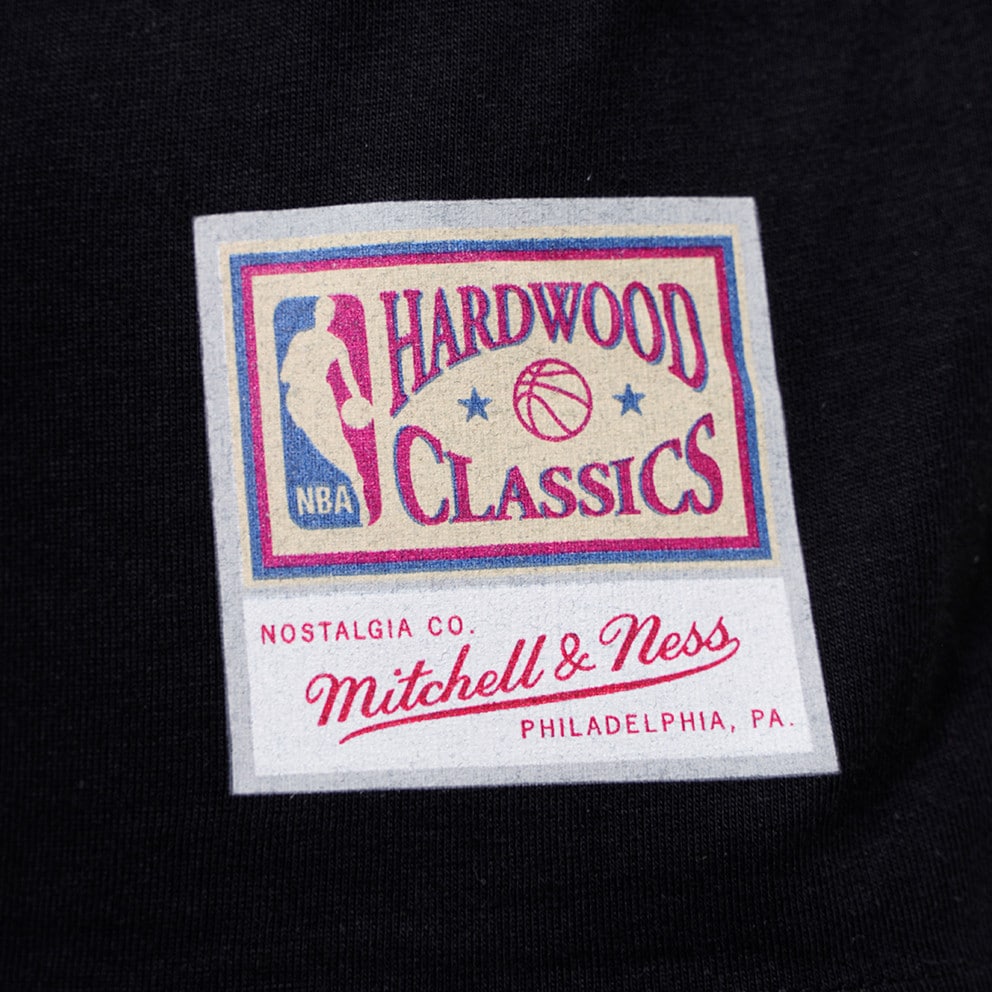 HARDWOOD
CLASSICS
NBA
NOSTALGIA CO.
Mitchell & Ness
PHILADELPHIA, PA.